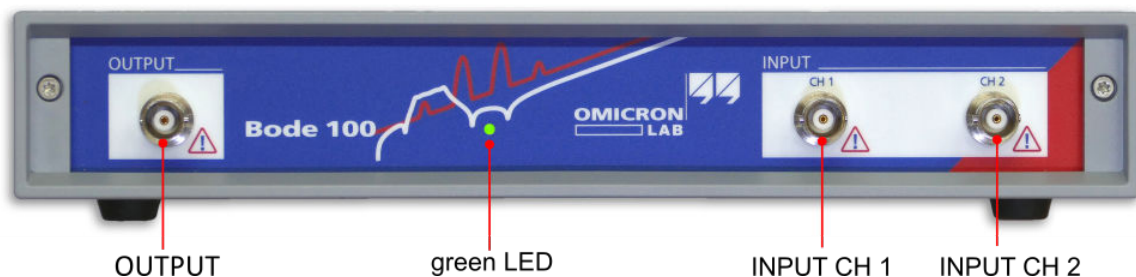 OUTPUT
INPUT
CH 1
CH 2
Bode 100
OMICRON
LAB
OUTPUT
green LED
INPUT CH 1
INPUT CH 2